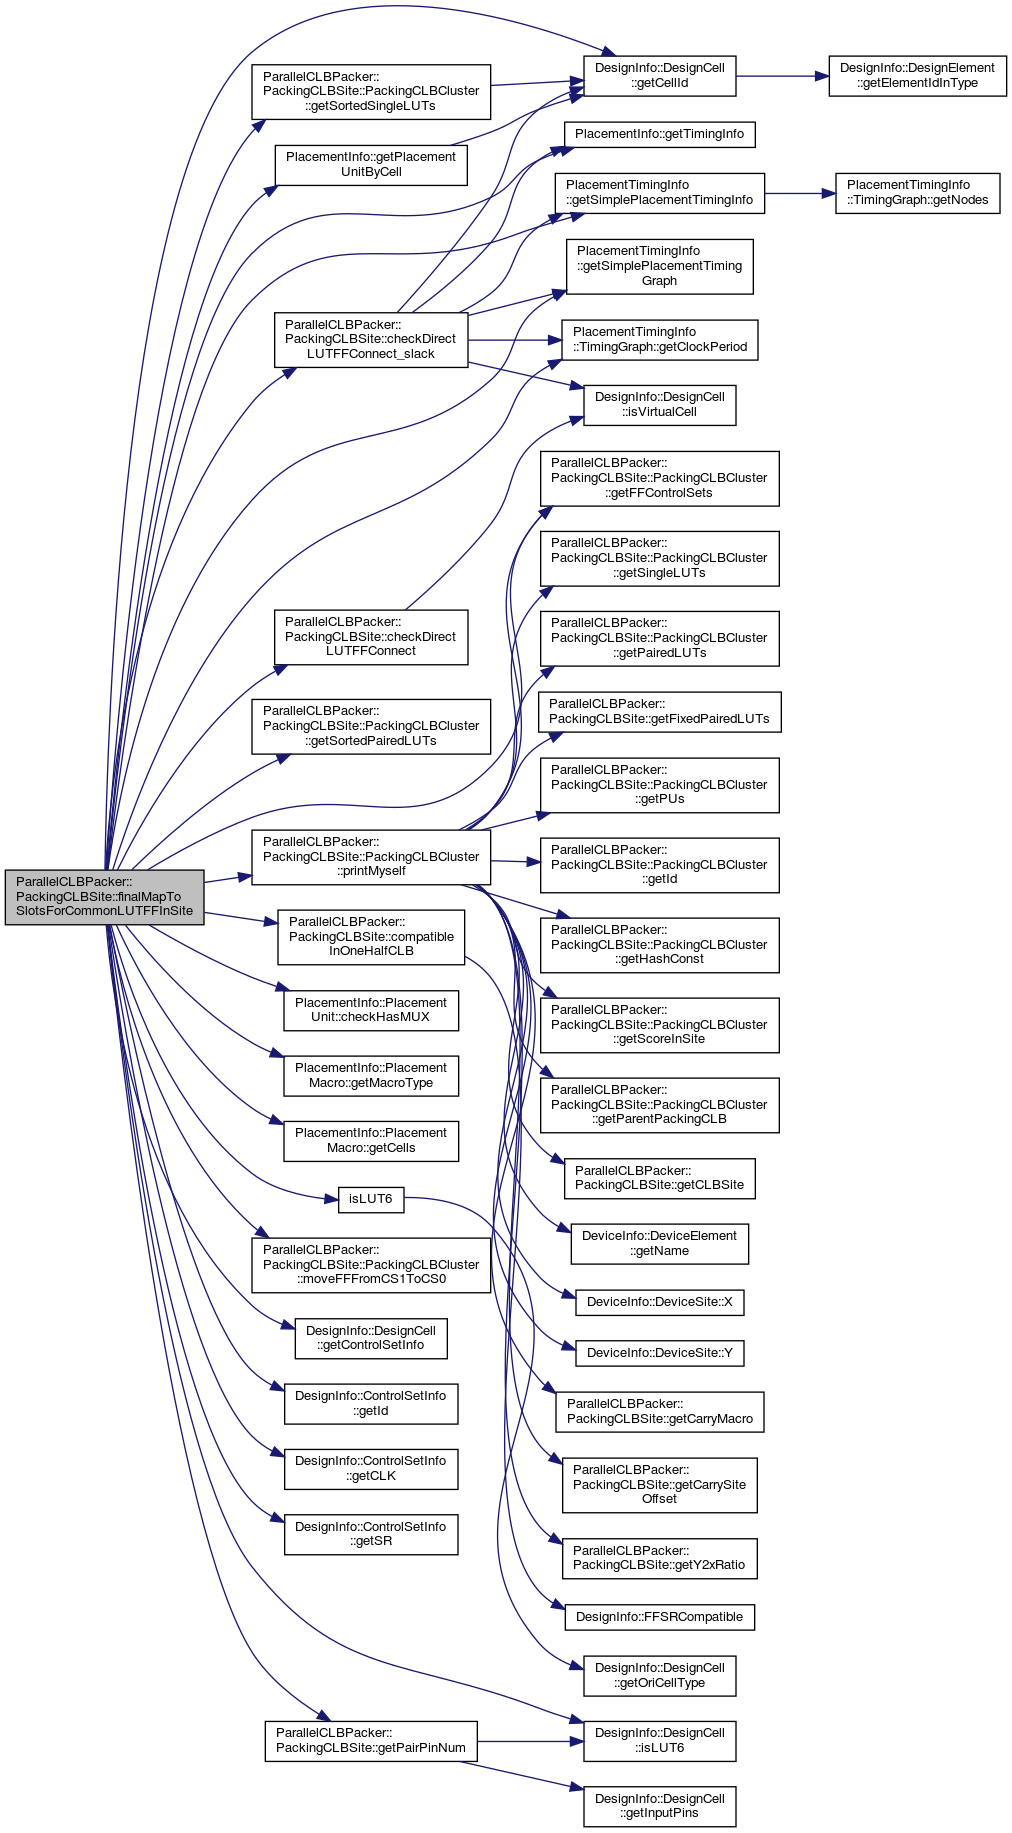 ParallelCLBPacker::
PackingCLBSite::finalMapTo
SlotsForCommonLUTFFInSite
ParallelCLBPacker::
PackingCLBSite::PackingCLBCluster
::getSortedSingleLUTs
PlacementInfo::getPlacement
UnitByCell
ParallelCLBPacker::
PackingCLBSite::checkDirect
LUTFFConnect_slack
ParallelCLBPacker::
PackingCLBSite::checkDirect
LUTFFConnect
ParallelCLBPacker::
PackingCLBSite::PackingCLBCluster
::getSortedPairedLUTs
ParallelCLBPacker::
PackingCLBSite::PackingCLBCluster
::printMyself
ParallelCLBPacker::
PackingCLBSite::compatible
InOneHalfCLB
PlacementInfo::Placement
Unit::checkHasMUX
PlacementInfo::Placement
Macro::getMacroType
PlacementInfo::Placement
Macro::getCells
isLUT6
ParallelCLBPacker::
PackingCLBSite::PackingCLBCluster
::moveFFFromCS1ToCS0
DesignInfo::DesignCell
::getControlSetInfo
DesignInfo::ControlSetInfo
::getId
DesignInfo::ControlSetInfo
::getCLK
DesignInfo::ControlSetInfo
::getSR
ParallelCLBPacker::
PackingCLBSite::getPairPinNum
DesignInfo::DesignCell
::getCellId
PlacementInfo::getTimingInfo
PlacementTimingInfo
::getSimplePlacementTimingInfo
PlacementTimingInfo
::getSimplePlacementTiming
Graph
PlacementTimingInfo
::TimingGraph::getClockPeriod
DesignInfo::DesignCell
::isVirtualCell
ParallelCLBPacker::
PackingCLBSite::PackingCLBCluster
::getFFControlSets
ParallelCLBPacker::
PackingCLBSite::PackingCLBCluster
::getSingleLUTs
ParallelCLBPacker::
PackingCLBSite::PackingCLBCluster
::getPairedLUTs
ParallelCLBPacker::
PackingCLBSite::getFixedPairedLUTs
ParallelCLBPacker::
PackingCLBSite::PackingCLBCluster
::getPUs
ParallelCLBPacker::
PackingCLBSite::PackingCLBCluster
::getId
ParallelCLBPacker::
PackingCLBSite::PackingCLBCluster
::getHashConst
ParallelCLBPacker::
PackingCLBSite::PackingCLBCluster
::getScoreInSite
ParallelCLBPacker::
PackingCLBSite::PackingCLBCluster
::getParentPackingCLB
ParallelCLBPacker::
PackingCLBSite::getCLBSite
DeviceInfo::DeviceElement
::getName
DeviceInfo::DeviceSite::X
DeviceInfo::DeviceSite::Y
ParallelCLBPacker::
PackingCLBSite::getCarryMacro
ParallelCLBPacker::
PackingCLBSite::getCarrySite
Offset
ParallelCLBPacker::
PackingCLBSite::getY2xRatio
DesignInfo::FFSRCompatible
DesignInfo::DesignCell
::getOriCellType
DesignInfo::DesignCell
::isLUT6
DesignInfo::DesignCell
::getInputPins
DesignInfo::DesignElement
::getElementIdInType
PlacementTimingInfo
::TimingGraph::getNodes